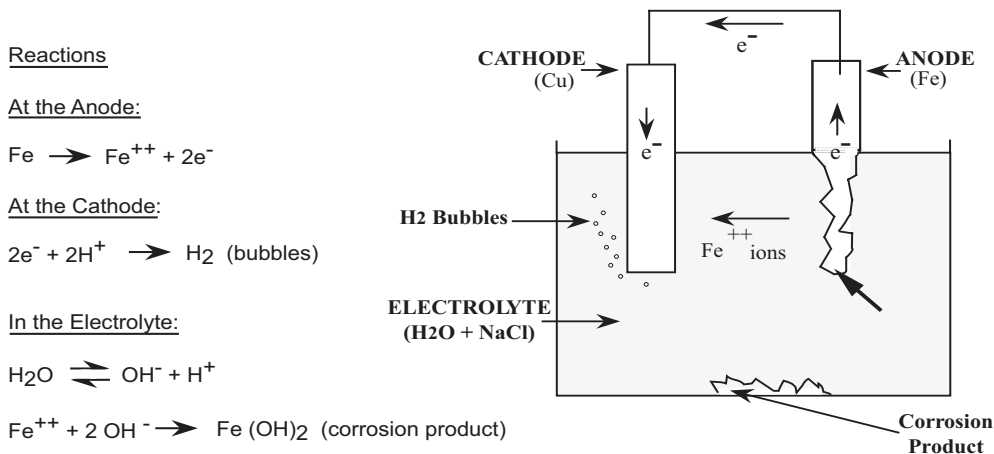 Reactions
At the Anode:
Fe → Fe++ + 2e-
At the Cathode:
2e- + 2H+ → H2 (bubbles)
In the Electrolyte:
H2O ⇌ OH- + H+
Fe++ + 2 OH - → Fe (OH)2 (corrosion product)
e-
CATHODE
(Cu)
ANODE
(Fe)
e-
e-
H2 Bubbles
Fe++ ions
ELECTROLYTE
(H2O + NaCl)
Corrosion
Product